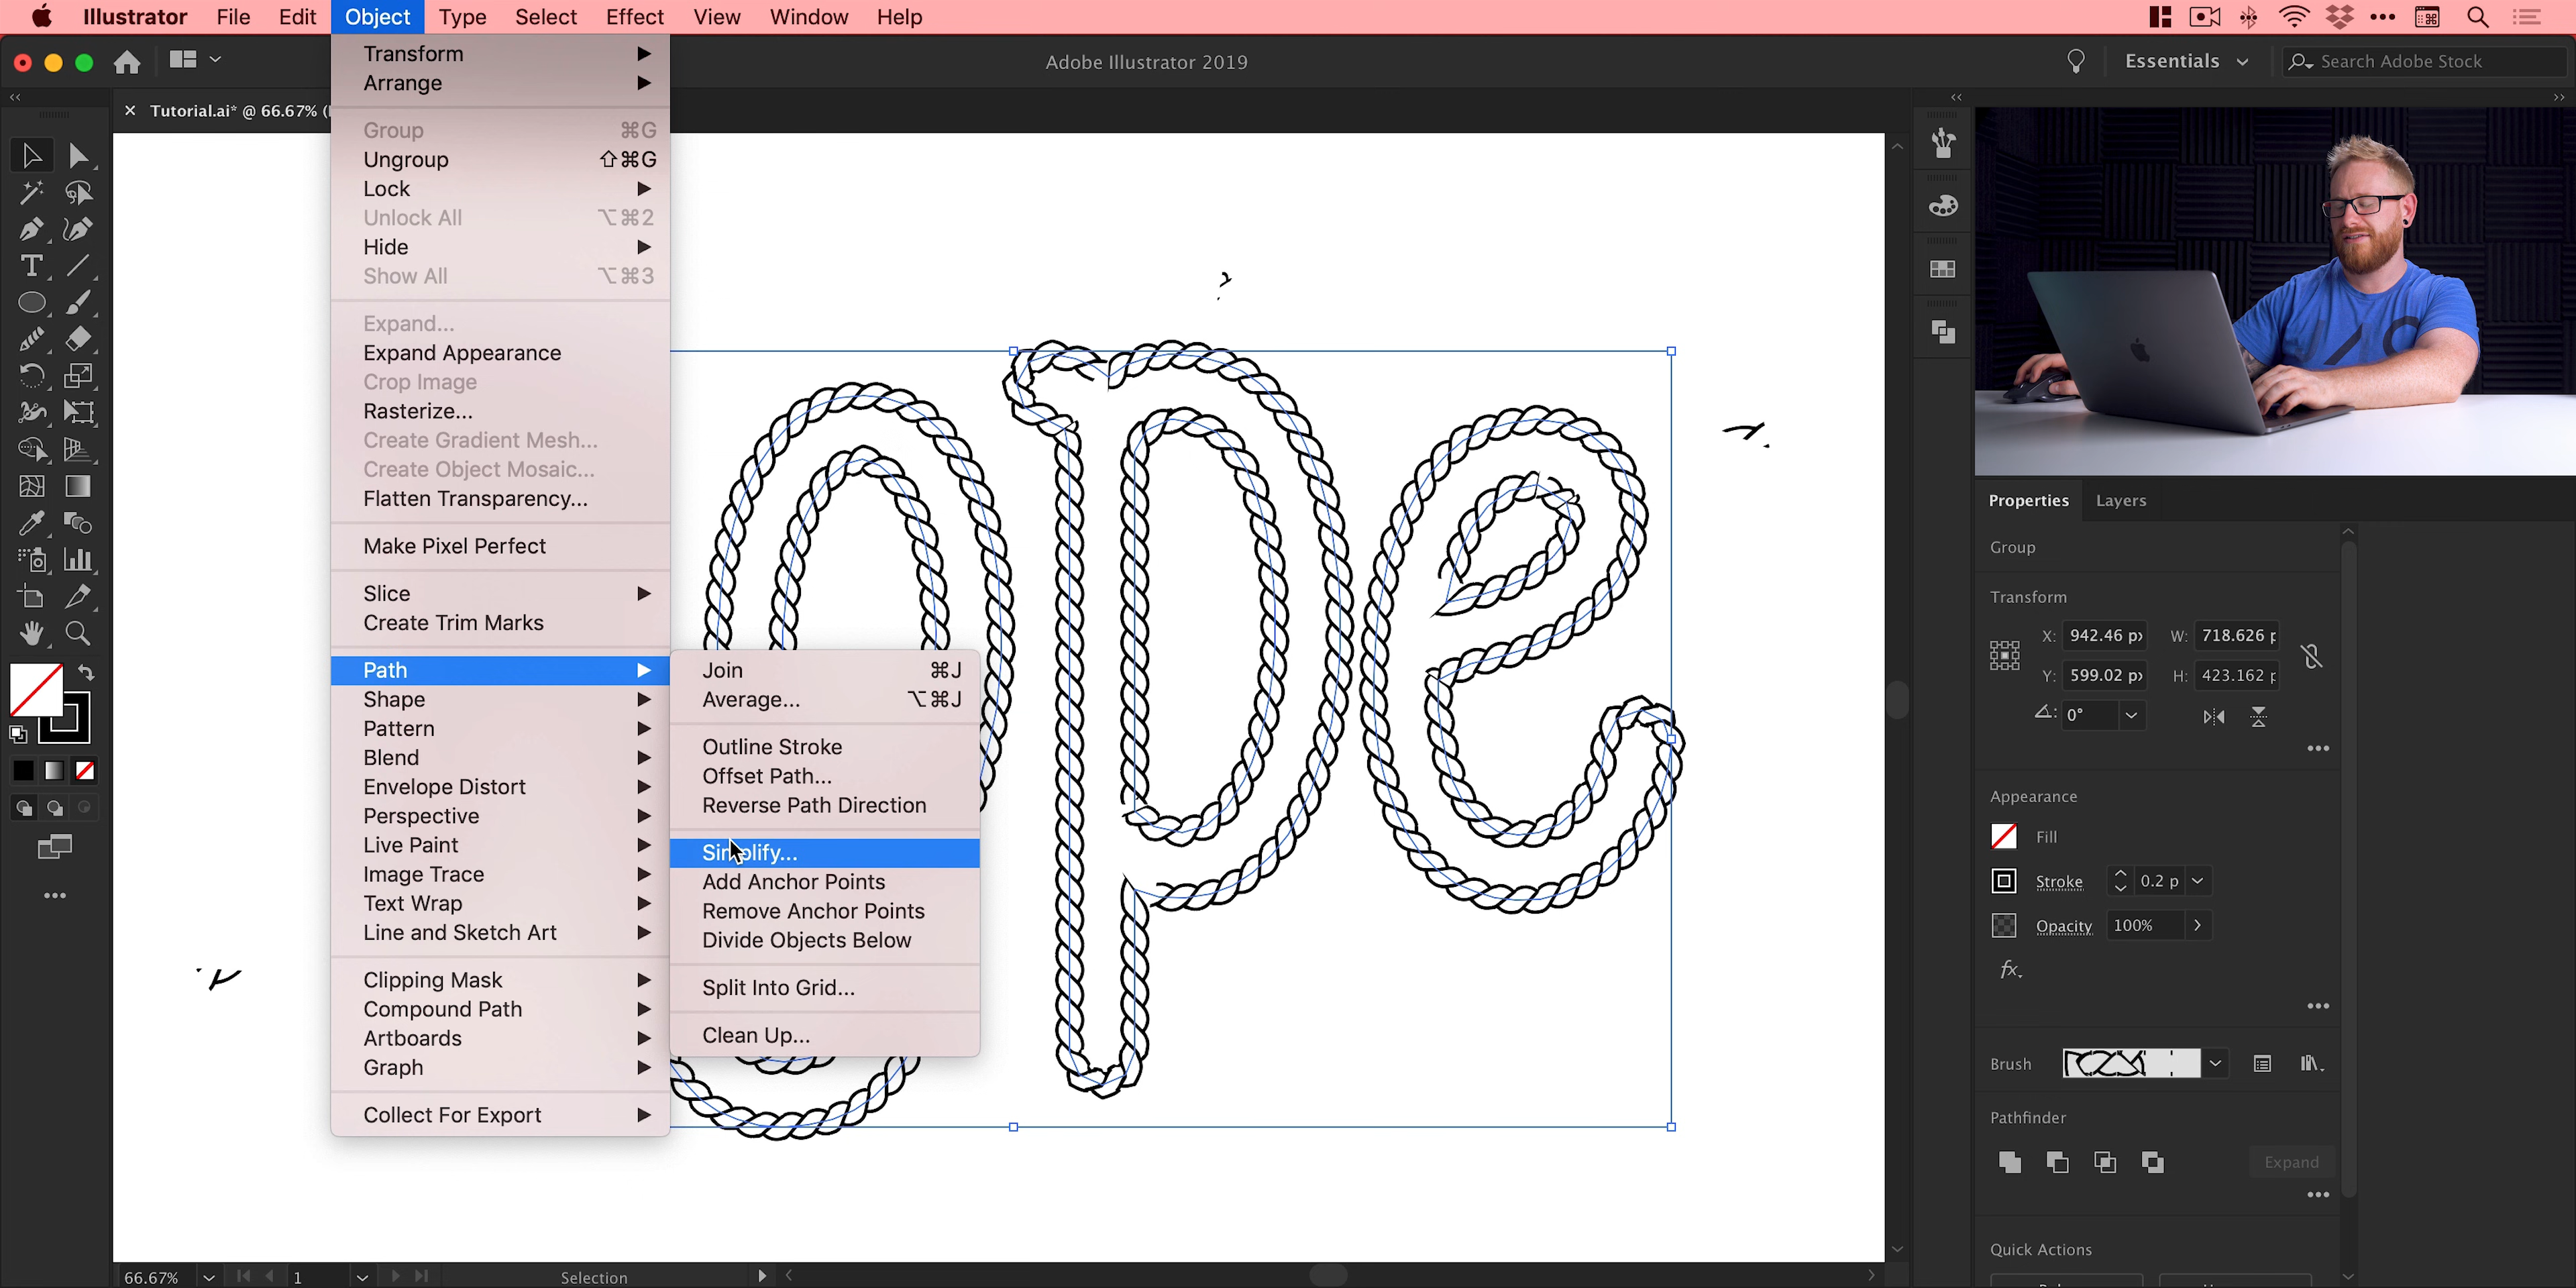 Illustrator File Edit Object Type Select Effect View Window Help
Adobe Illustrator 2019
Essentials
Search Adobe Stock
Tutorial.ai* @ 66.67%
Transform
Arrange
Group ⌘G
Ungroup ⇧⌘G
Lock
Unlock All ⌥⌘2
Hide
Show All ⌥⌘3
Expand...
Expand Appearance
Crop Image
Rasterize...
Create Gradient Mesh...
Create Object Mosaic...
Flatten Transparency...
Make Pixel Perfect
Slice
Create Trim Marks
Path
Shape
Pattern
Blend
Envelope Distort
Perspective
Live Paint
Image Trace
Text Wrap
Line and Sketch Art
Clipping Mask
Compound Path
Artboards
Graph
Collect For Export
Join ⌘J
Average... ⌥⌘J
Outline Stroke
Offset Path...
Reverse Path Direction
Simplify...
Add Anchor Points
Remove Anchor Points
Divide Objects Below
Split Into Grid...
Clean Up...
ope
Properties Layers
Group
Transform
X: 942.46 px W: 718.626 p
Y: 599.02 px H: 423.162 p
0°
Appearance
Fill
Stroke 0.2 p
Opacity 100%
fx.
Brush
Pathfinder
Expand
Quick Actions
66.67% 1 Selection